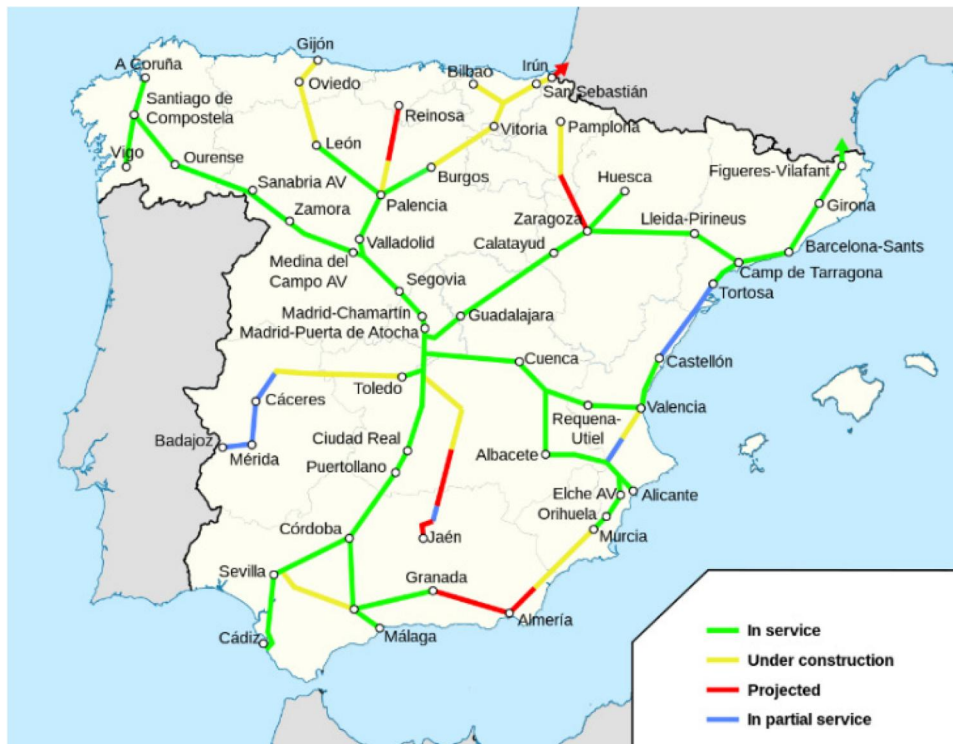 Gijón
A Coruña
Oviedo
Bilbao
Irún
San Sebastián
Santiago de
Compostela
Reinosa
Vitoria
Pamplona
Vigo
Ourense
León
Burgos
Huesca
Figueres-Vilafant
Sanabria AV
Palencia
Zamora
Zaragoza
Lleida-Pirineus
Girona
Valladolid
Calatayud
Barcelona-Sants
Medina del
Campo AV
Segovia
Camp de Tarragona
Tortosa
Madrid-Chamartín
Madrid-Puerta de Atocha
Guadalajara
Cuenca
Castellón
Toledo
Cáceres
Requena-
Utiel
Valencia
Badajoz
Mérida
Ciudad Real
Puertollano
Albacete
Elche AV
Alicante
Orihuela
Murcia
Córdoba
Jaén
Sevilla
Granada
Almería
Cádiz
Málaga
In service
Under construction
Projected
In partial service